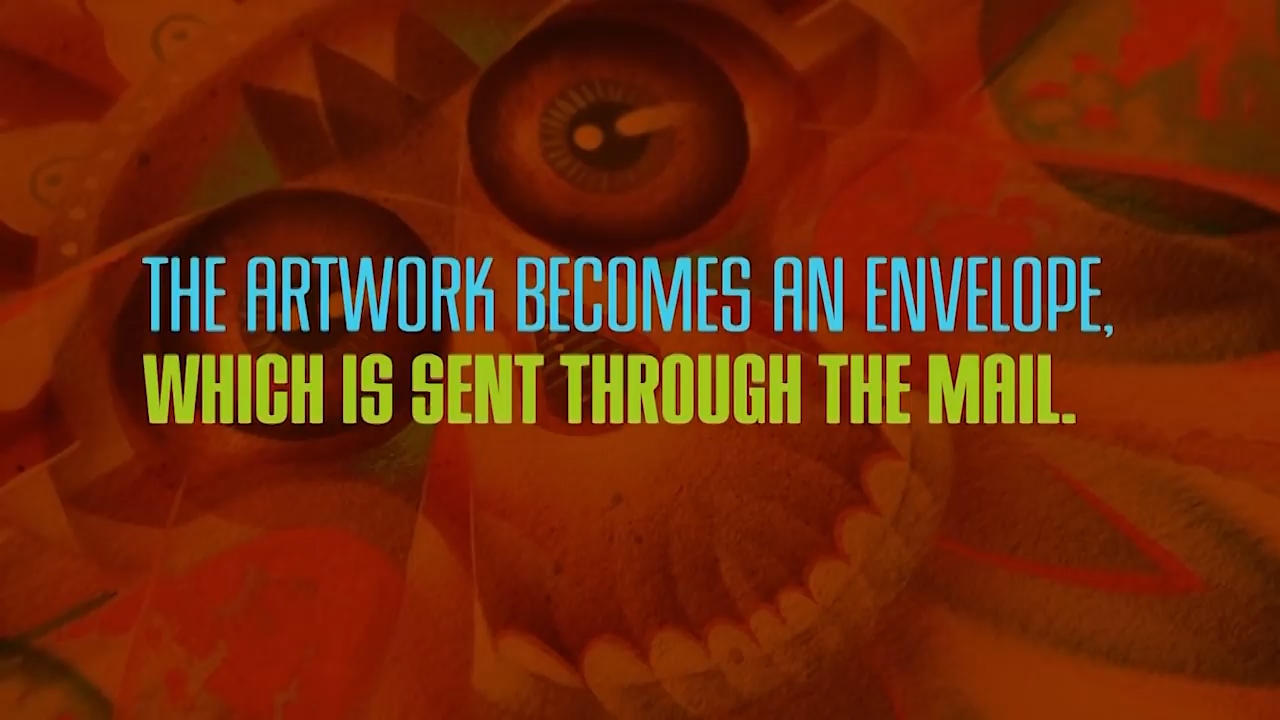 THE ARTWORK BECOMES AN ENVELOPE,
WHICH IS SENT THROUGH THE MAIL.